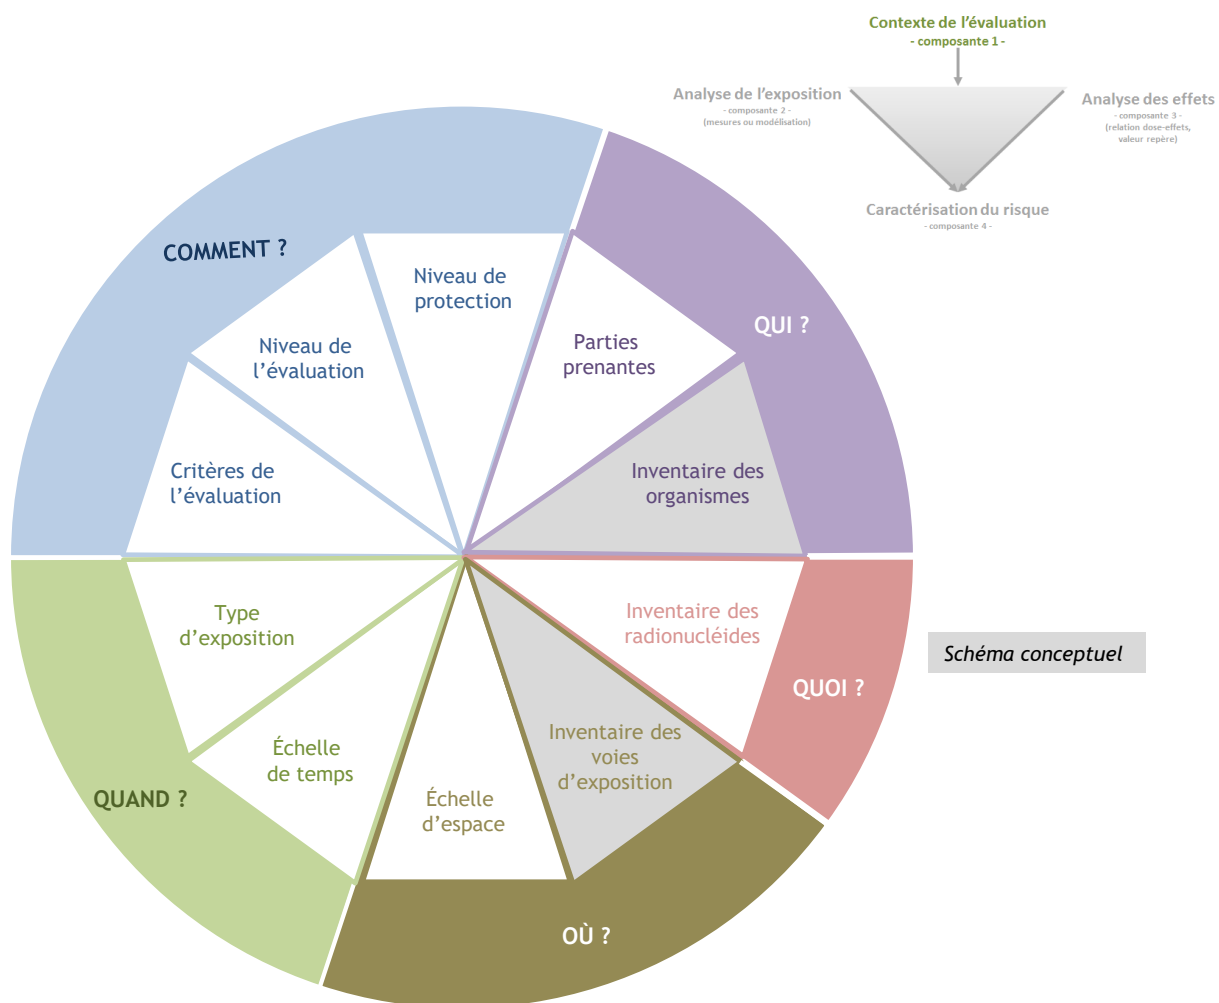 Contexte de l'évaluation
- composante 1 -
Analyse de l'exposition
- composante 2 -
(mesures ou modélisation)
Analyse des effets
- composante 3 -
(relation dose-effets,
valeur repère)
Caractérisation du risque
- composante 4 -
COMMENT ?
Niveau de
protection
Niveau de
l'évaluation
Critères de
l'évaluation
QUI ?
Parties
prenantes
Inventaire des
organismes
QUOI ?
Inventaire des
radionucléides
Schéma conceptuel
OÙ ?
Inventaire des
voies
d'exposition
Échelle
d'espace
QUAND ?
Échelle
de temps
Type
d'exposition